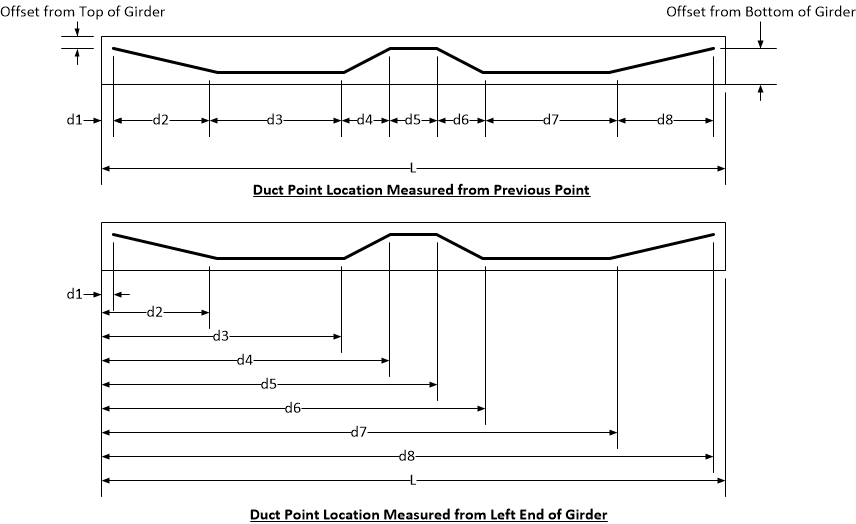 Offset from Top of Girder
Offset from Bottom of Girder
d1 d2 d3 d4 d5 d6 d7 d8
L
Duct Point Location Measured from Previous Point
d1
d2
d3
d4
d5
d6
d7
d8
L
Duct Point Location Measured from Left End of Girder